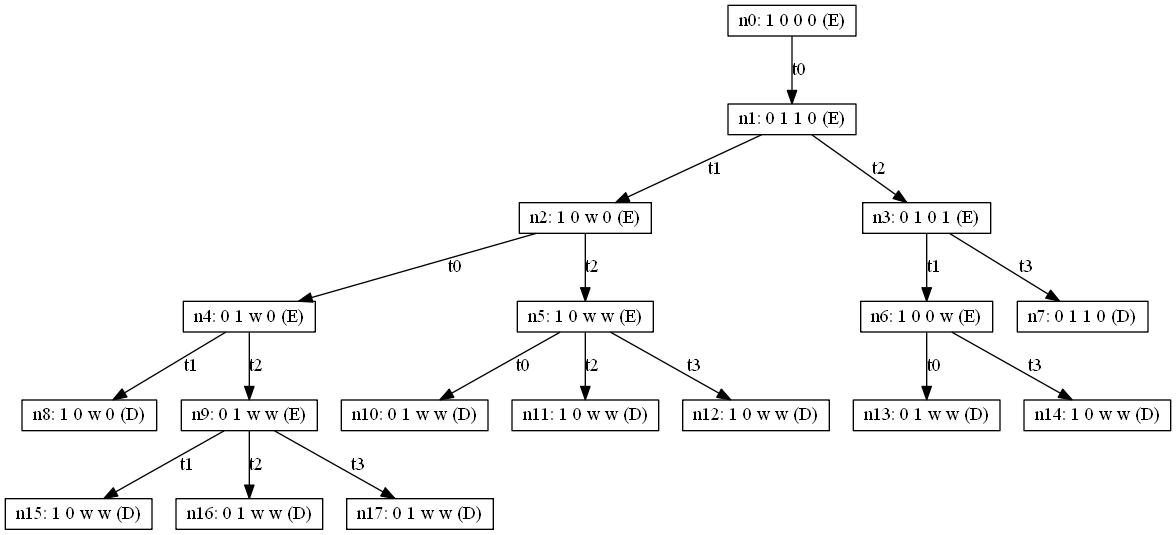 n0: 1 0 0 0 (E)
t0
n1: 0 1 1 0 (E)
t1
t2
n2: 1 0 w 0 (E)
n3: 0 1 0 1 (E)
t0
t2
t1
t3
n4: 0 1 w 0 (E)
n5: 1 0 w w (E)
n6: 1 0 0 w (E)
n7: 0 1 1 0 (D)
t1
t2
t0
t2
t3
t0
t3
n8: 1 0 w 0 (D)
n9: 0 1 w w (E)
n10: 0 1 w w (D)
n11: 1 0 w w (D)
n12: 1 0 w w (D)
n13: 0 1 w w (D)
n14: 1 0 w w (D)
t1
t2
t3
n15: 1 0 w w (D)
n16: 0 1 w w (D)
n17: 0 1 w w (D)